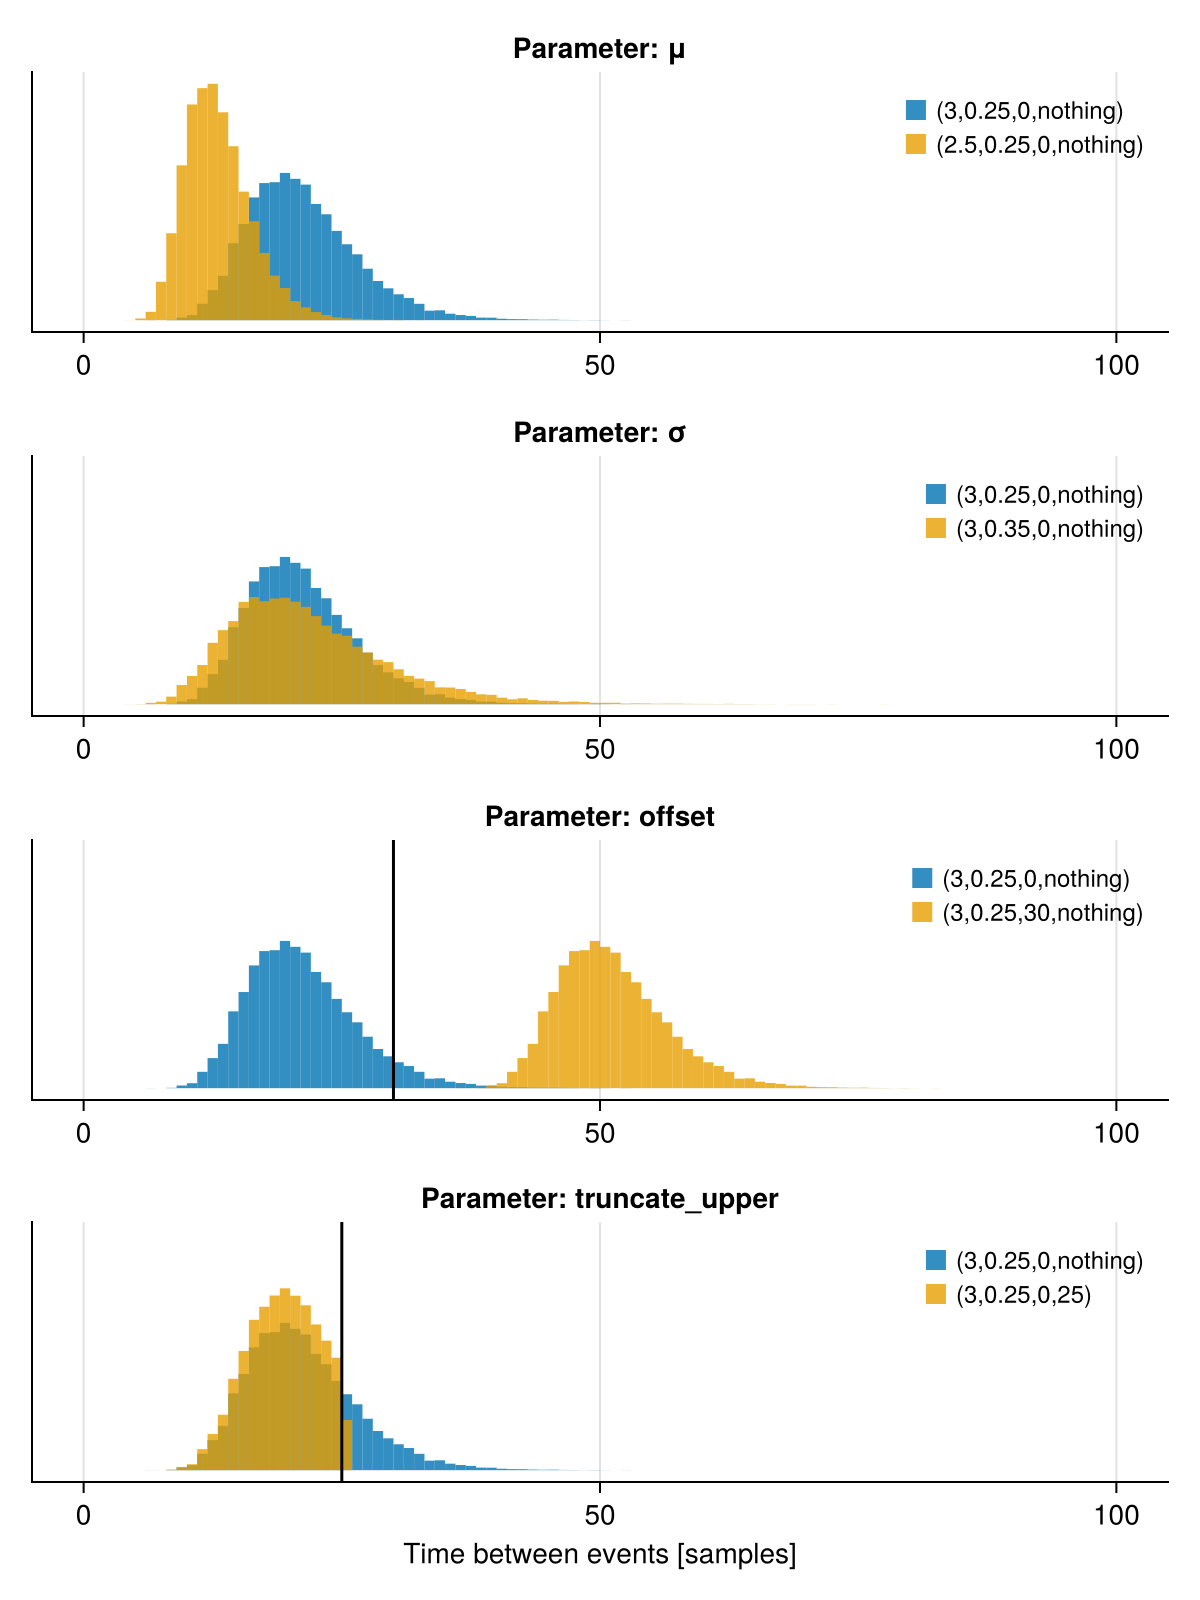 Parameter: μ
(3,0.25,0,nothing)
(2.5,0.25,0,nothing)
0 50 100
Parameter: σ
(3,0.25,0,nothing)
(3,0.35,0,nothing)
0 50 100
Parameter: offset
(3,0.25,0,nothing)
(3,0.25,30,nothing)
0 50 100
Parameter: truncate_upper
(3,0.25,0,nothing)
(3,0.25,0,25)
0 50 100
Time between events [samples]